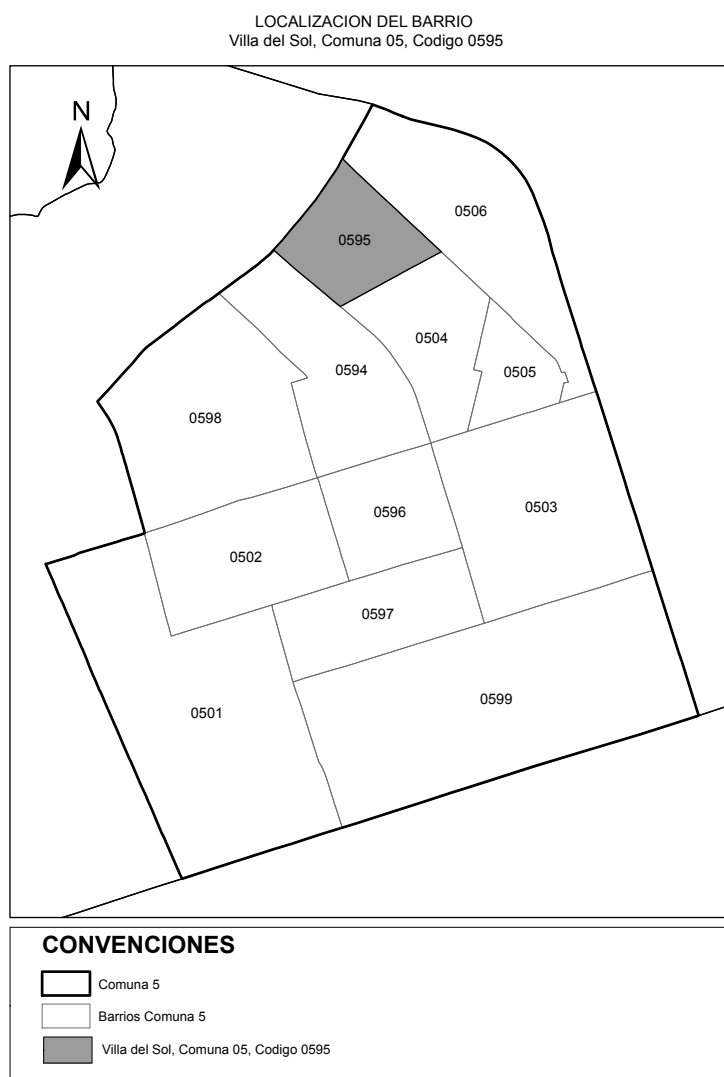 LOCALIZACION DEL BARRIO
Villa del Sol, Comuna 05, Codigo 0595
N
0506
0595
0504
0594
0505
0598
0503
0596
0502
0597
0501
0599
CONVENCIONES
Comuna 5
Barrios Comuna 5
Villa del Sol, Comuna 05, Codigo 0595